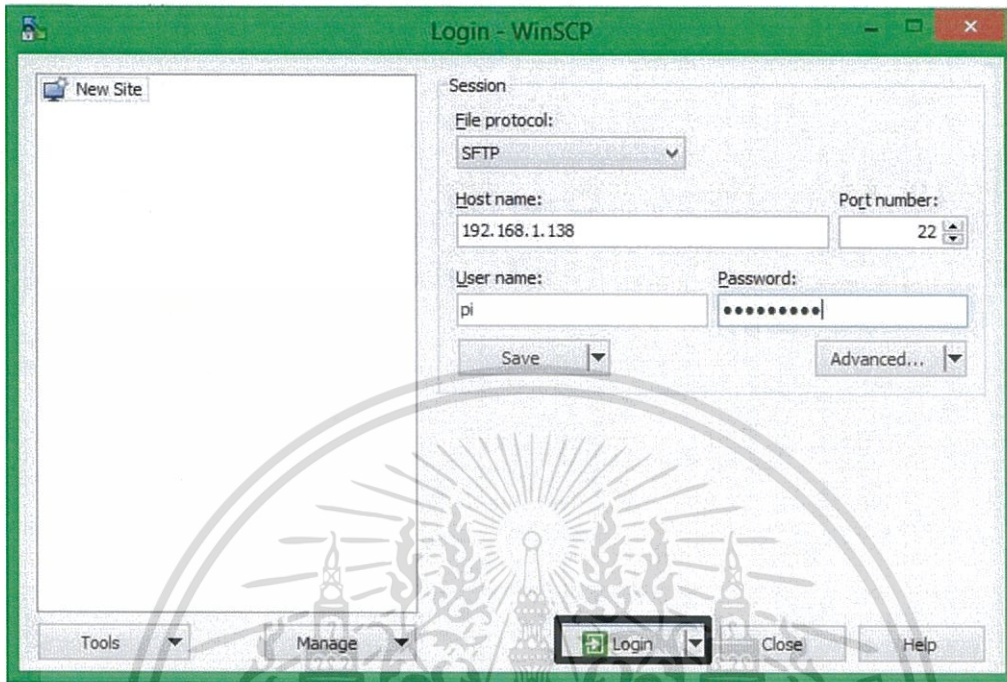 Login - WinSCP
New Site
Session
File protocol:
SFTP
Host name:
Port number:
192.168.1.138
22
User name:
Password:
pi
•••••••••
Save
Advanced...
Tools
Manage
Login
Close
Help